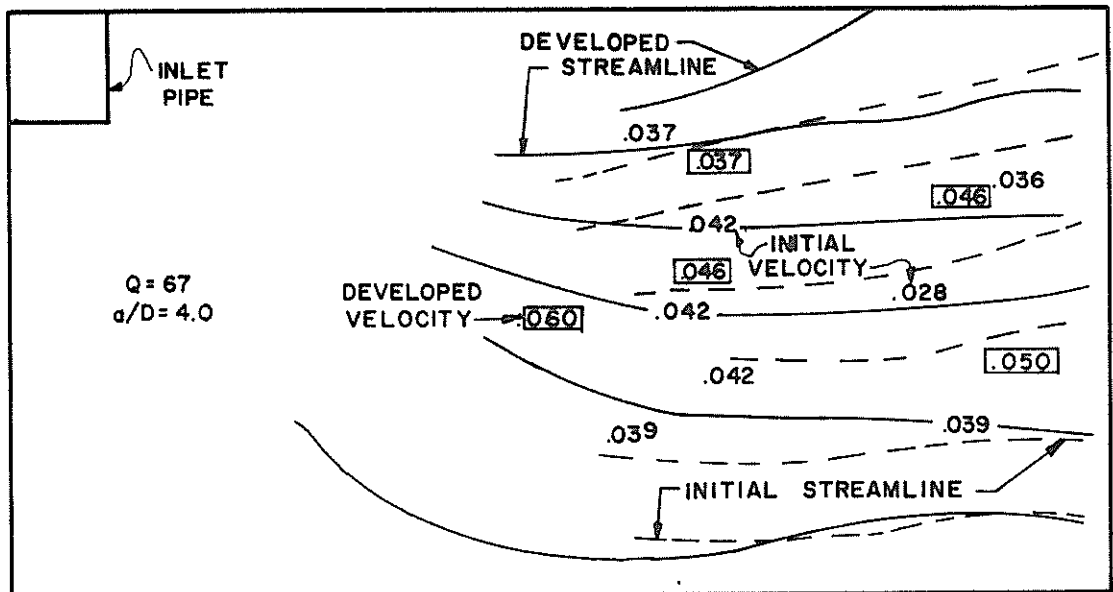 DEVELOPED
STREAMLINE
INLET
PIPE
.037
.037
.036
.046
.042
INITIAL
VELOCITY
.046
.028
Q = 67
a/D = 4.0
DEVELOPED
VELOCITY
.060
.042
.042
.050
.039
.039
INITIAL STREAMLINE